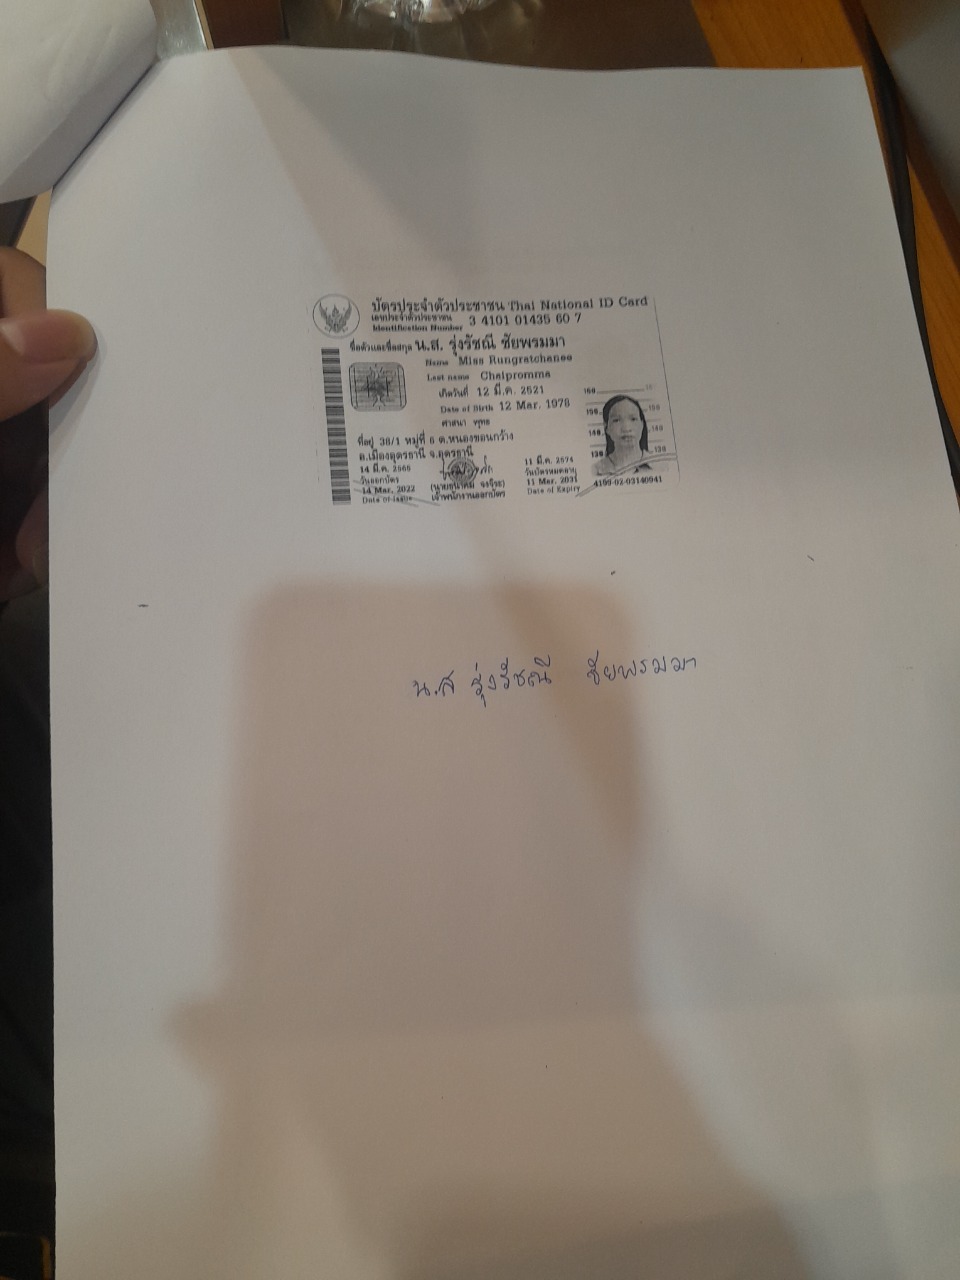 บัตรประจำตัวประชาชน Thai National ID Card
เลขประจำตัวประชาชน
Identification Number 3 4101 01435 60 7
ชื่อตัวและชื่อสกุล น.ส. รุ่งรัชณี ชัยพรมมา
Name Miss Rungratchanee
Last name Chaipromma
เกิดวันที่ 12 มี.ค. 2521
Date of Birth 12 Mar. 1978
ศาสนา พุทธ
ที่อยู่ 38/1 หมู่ที่ 6 ต.หนองขอนกว้าง
อ.เมืองอุดรธานี จ.อุดรธานี
14 มี.ค. 2565
วันออกบัตร
14 Mar. 2022
Date of Issue
เจ้าพนักงานออกบัตร
11 มี.ค. 2574
วันบัตรหมดอายุ
11 Mar. 2031
Date of Expiry
160
150 150
140 140
130 130
4199-02-03140941
น.ส รุ่งรัชณี ชัยพรมมา